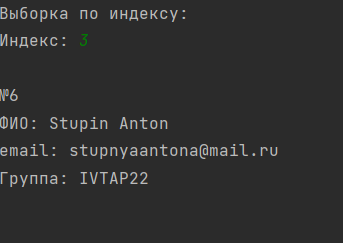 Выборка по индексу:
Индекс: 3
№6
ФИО: Stupin Anton
email: stupnyaantona@mail.ru
Группа: IVTAP22